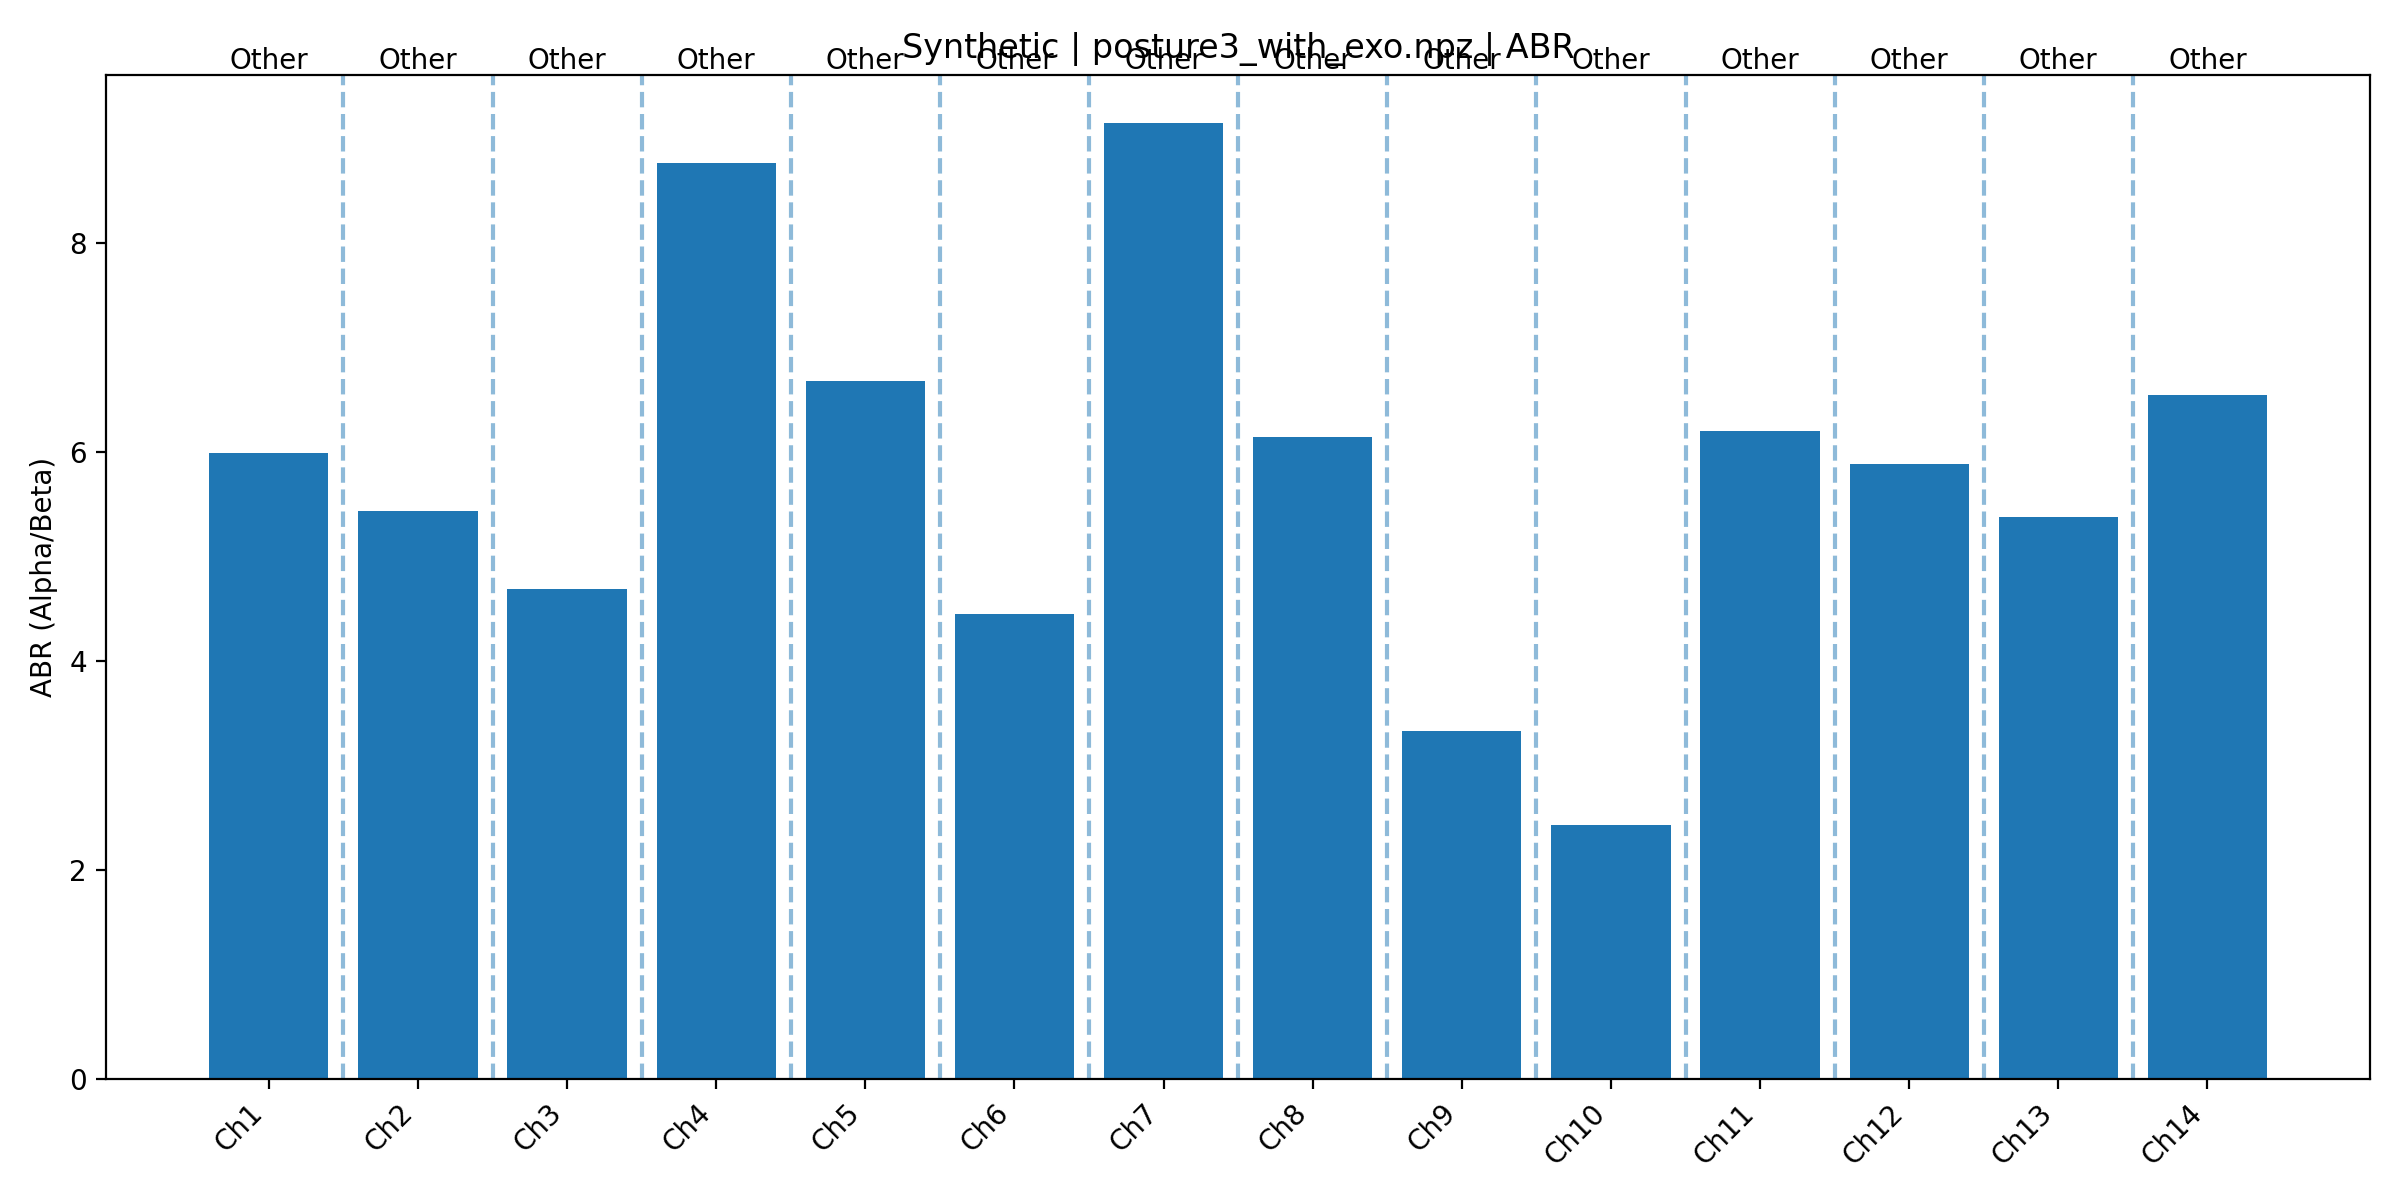 Synthetic | posture3_with_exo.npz | ABR
Other Other Other Other Other Other Other Other Other Other Other Other Other Other
8
6
4
2
0
ABR (Alpha/Beta)
Ch1 Ch2 Ch3 Ch4 Ch5 Ch6 Ch7 Ch8 Ch9 Ch10 Ch11 Ch12 Ch13 Ch14